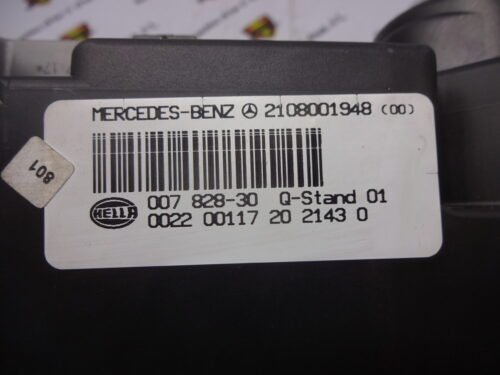 MERCEDES-BENZ 2108001948 (00)
801
007 828-30 Q-Stand 01
HELLA
0022 00117 20 2143 0